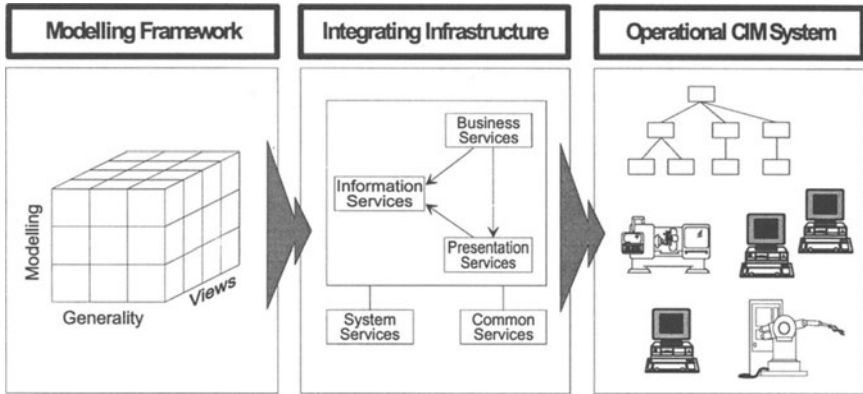 Modelling Framework
Integrating Infrastructure
Operational CIM System
Modelling
Generality
Views
Business
Services
Information
Services
Presentation
Services
System
Services
Common
Services